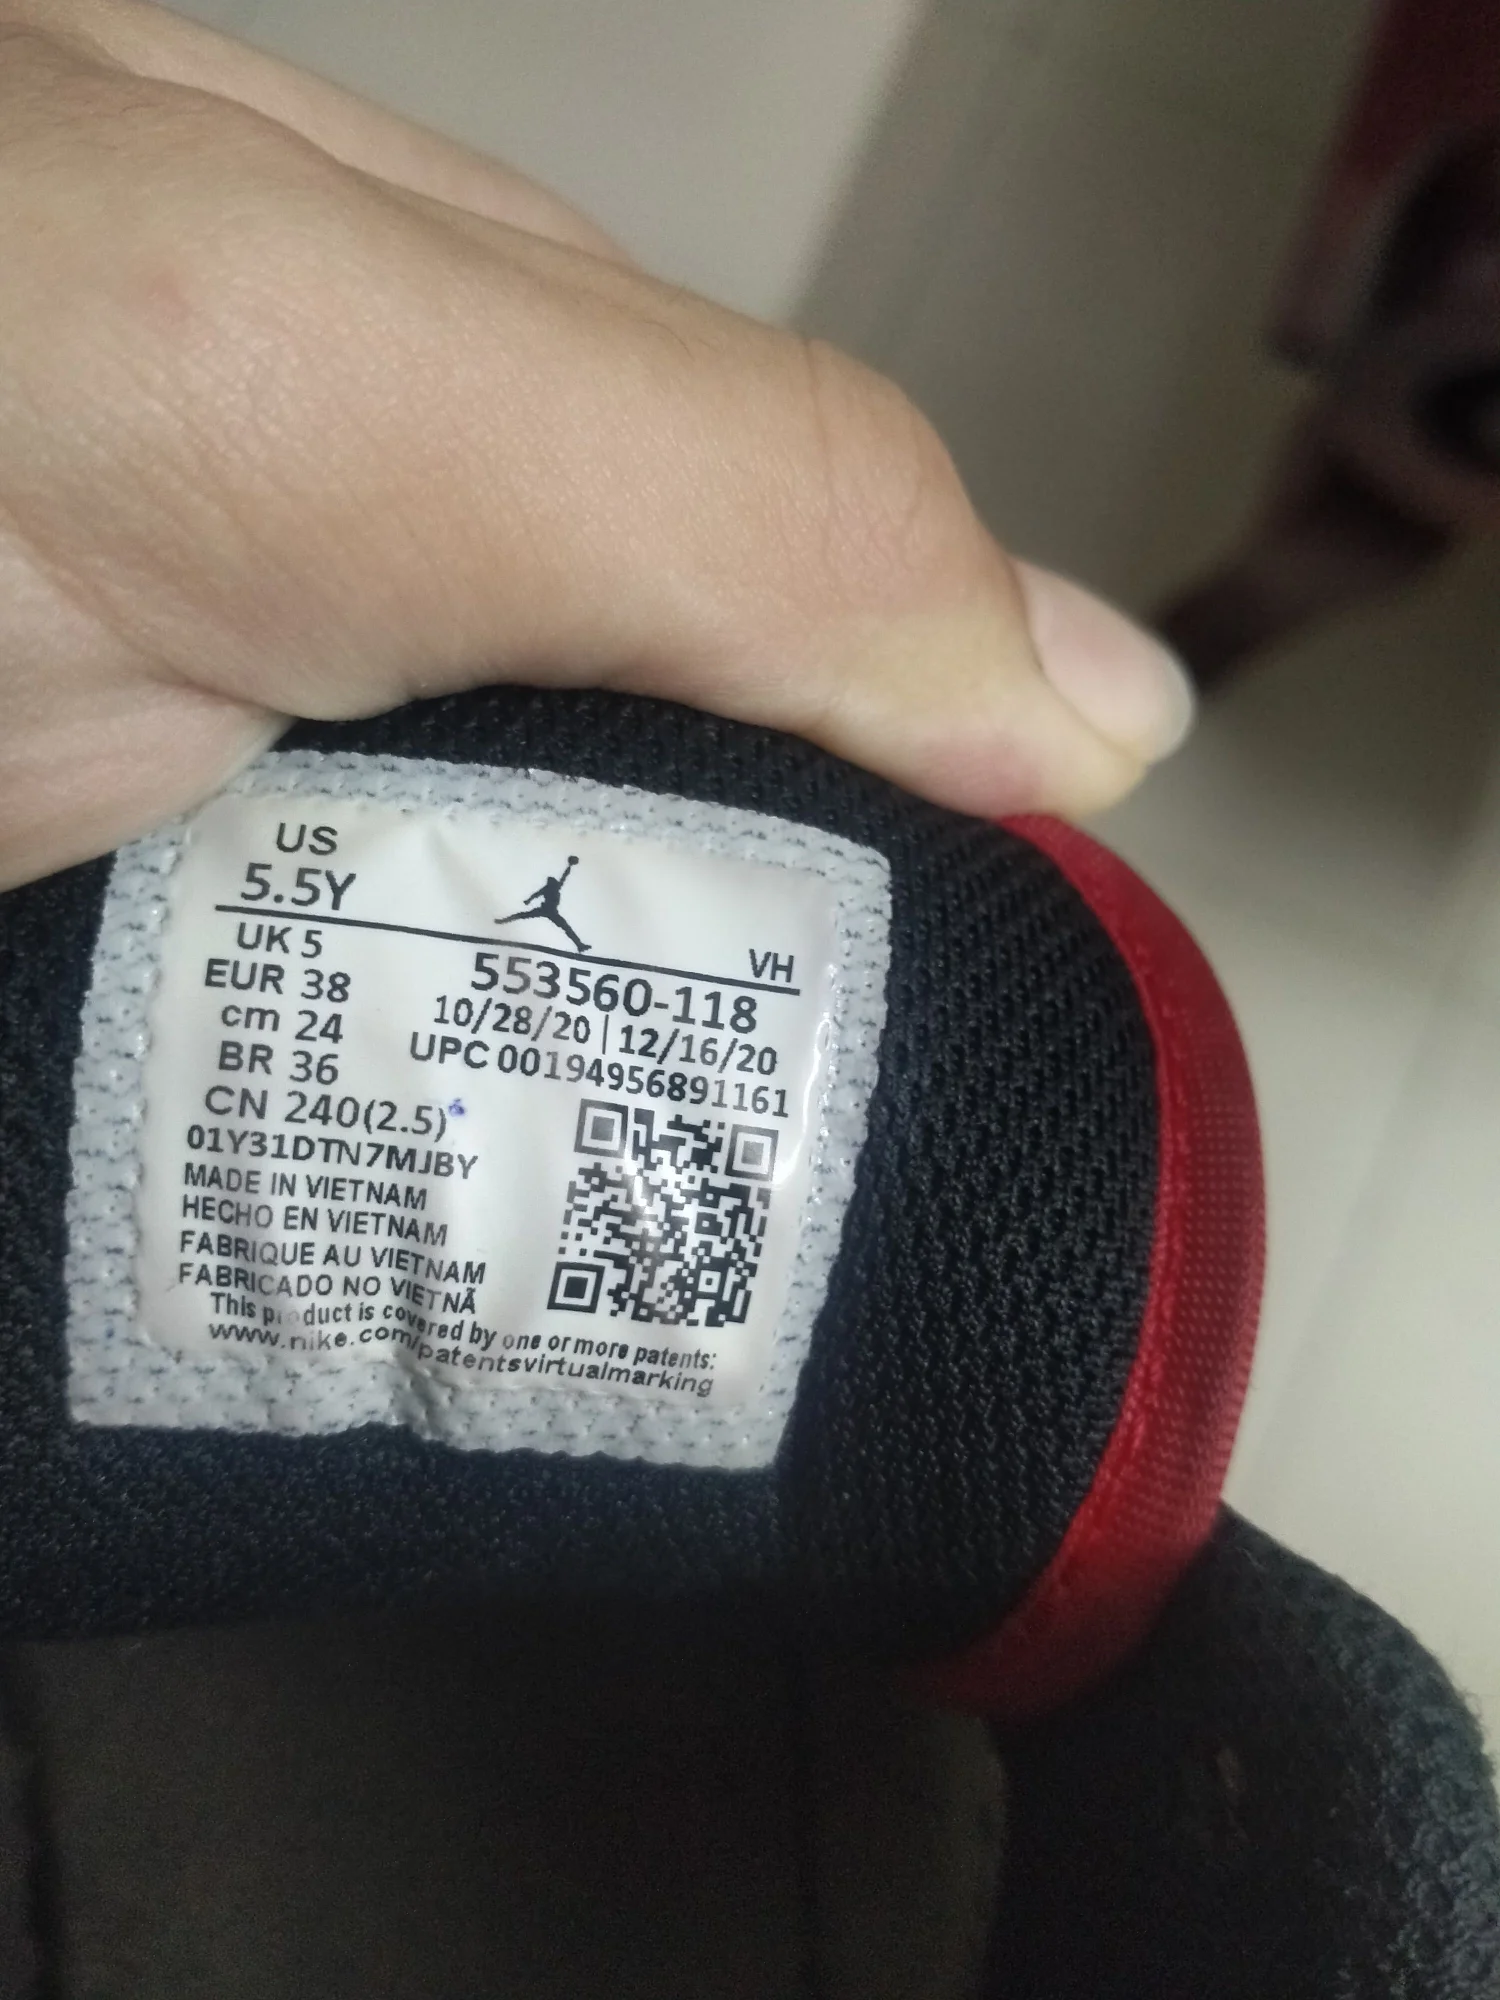 US
5.5Y
VH
UK 5
EUR 38
cm 24
BR 36
CN 240(2.5)
553560-118
10/28/20 | 12/16/20
UPC 00194956891161
01Y31DTN7MJBY
MADE IN VIETNAM
HECHO EN VIETNAM
FABRIQUE AU VIETNAM
FABRICADO NO VIETNÃ
This product is covered by one or more patents:
www.nike.com/patentsvirtualmarking